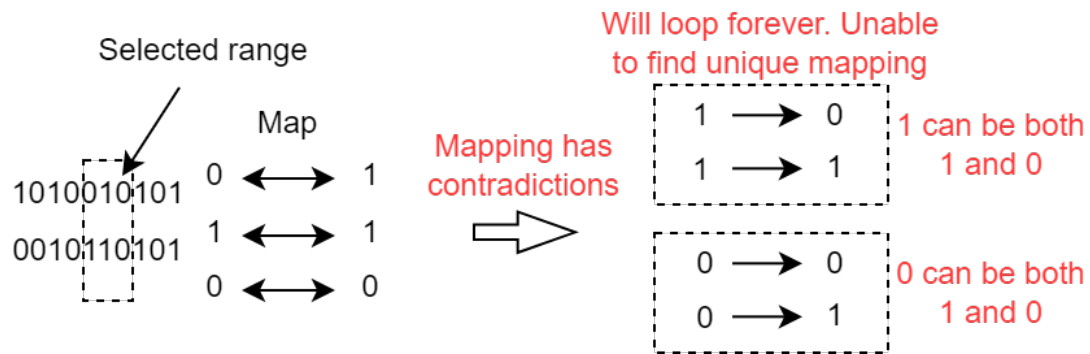 Selected range
Map
1010010101
0010110101
0 1
1 1
0 0
Mapping has
contradictions
Will loop forever. Unable
to find unique mapping
1 0
1 1
1 can be both
1 and 0
0 0
0 1
0 can be both
1 and 0